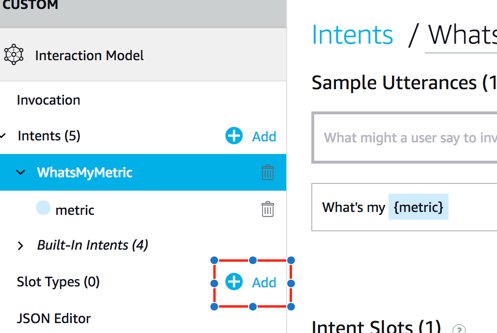 CUSTOM
Interaction Model
Invocation
Intents (5)
Add
WhatsMyMetric
metric
Built-In Intents (4)
Slot Types (0)
Add
JSON Editor
Intents / Whats
Sample Utterances (1
What might a user say to inv
What's my {metric}
Intent Slots (1) ?